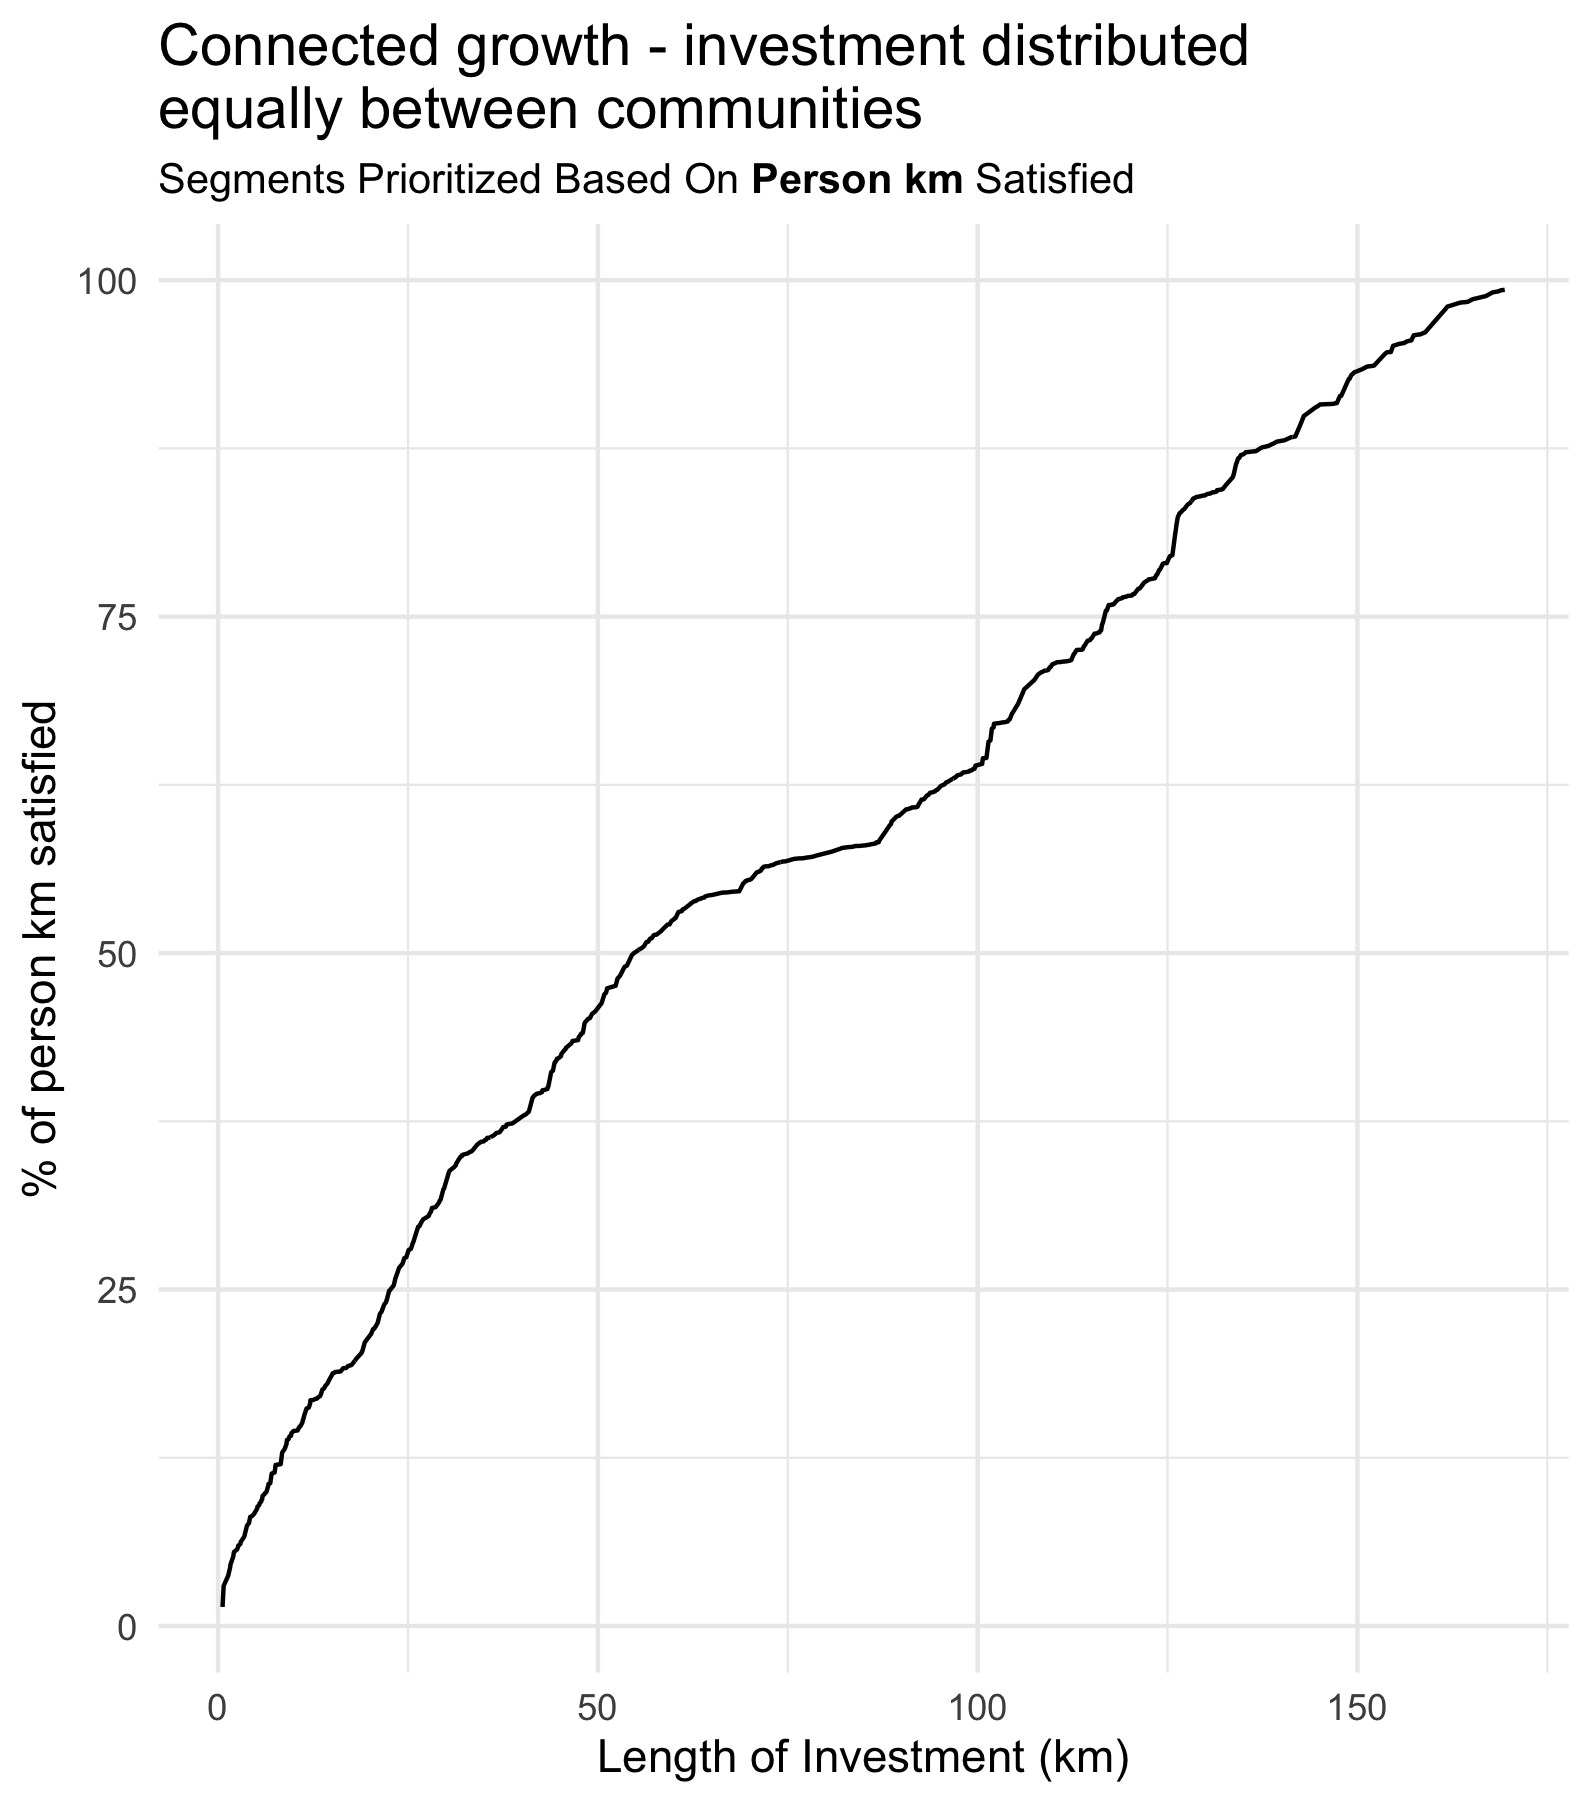 Connected growth - investment distributed
equally between communities
Segments Prioritized Based On Person km Satisfied
100
75
50
25
0
% of person km satisfied
0 50 100 150
Length of Investment (km)